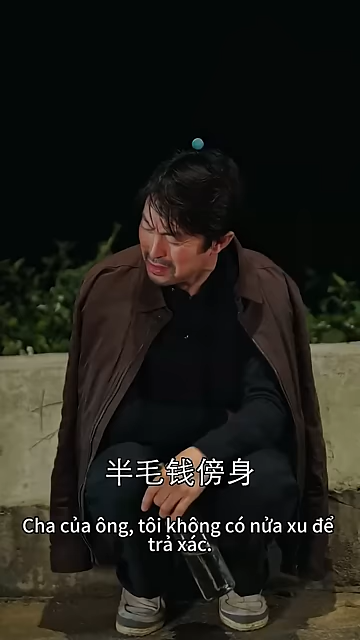 半毛钱傍身
Cha của ông, tôi không có nửa xu để
trả xác.